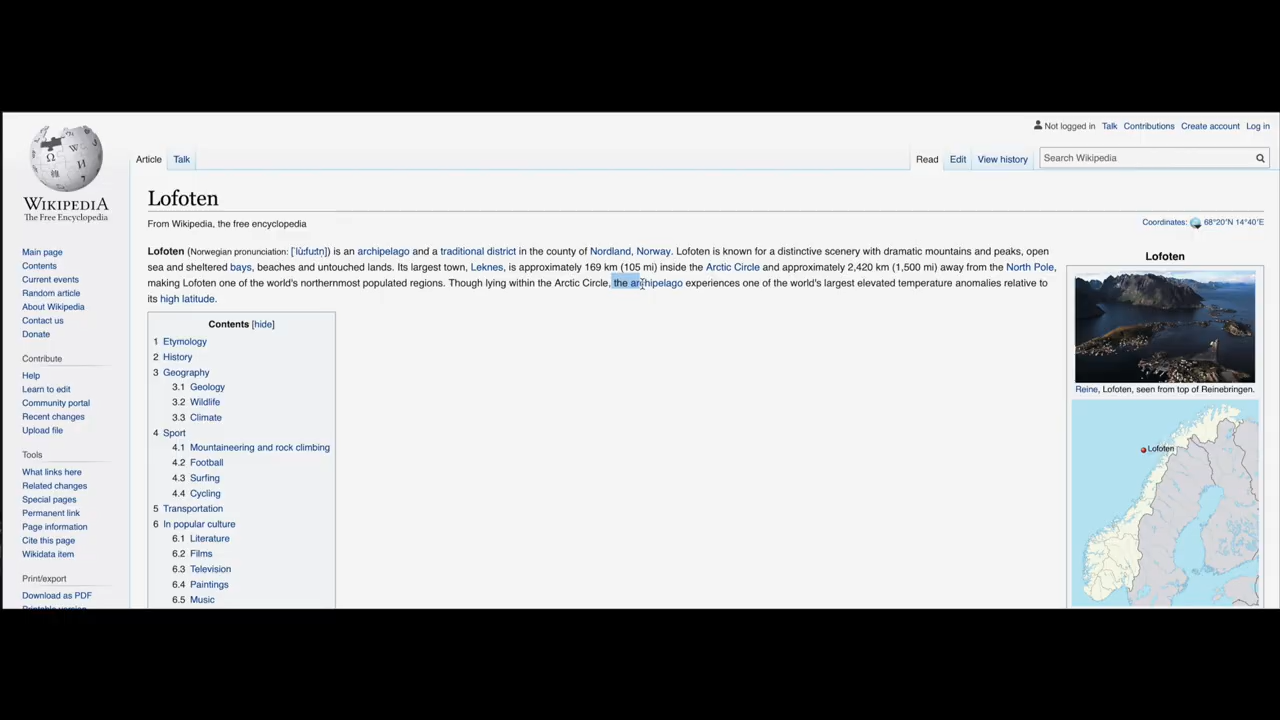 Not logged in Talk Contributions Create account Log in
Article Talk Read Edit View history Search Wikipedia
WIKIPEDIA
The Free Encyclopedia
Lofoten
From Wikipedia, the free encyclopedia
Coordinates: 68°20′N 14°40′E
Lofoten (Norwegian pronunciation: [ˈlùːfuːtn̩]) is an archipelago and a traditional district in the county of Nordland, Norway. Lofoten is known for a distinctive scenery with dramatic mountains and peaks, open
sea and sheltered bays, beaches and untouched lands. Its largest town, Leknes, is approximately 169 km (105 mi) inside the Arctic Circle and approximately 2,420 km (1,500 mi) away from the North Pole,
making Lofoten one of the world's northernmost populated regions. Though lying within the Arctic Circle, the archipelago experiences one of the world's largest elevated temperature anomalies relative to
its high latitude.
Main page
Contents
Current events
Random article
About Wikipedia
Contact us
Donate
Contribute
Help
Learn to edit
Community portal
Recent changes
Upload file
Tools
What links here
Related changes
Special pages
Permanent link
Page information
Cite this page
Wikidata item
Print/export
Download as PDF
Printable version
Contents [hide]
1 Etymology
2 History
3 Geography
3.1 Geology
3.2 Wildlife
3.3 Climate
4 Sport
4.1 Mountaineering and rock climbing
4.2 Football
4.3 Surfing
4.4 Cycling
5 Transportation
6 In popular culture
6.1 Literature
6.2 Films
6.3 Television
6.4 Paintings
6.5 Music
Lofoten
Reine, Lofoten, seen from top of Reinebringen.
Lofoten